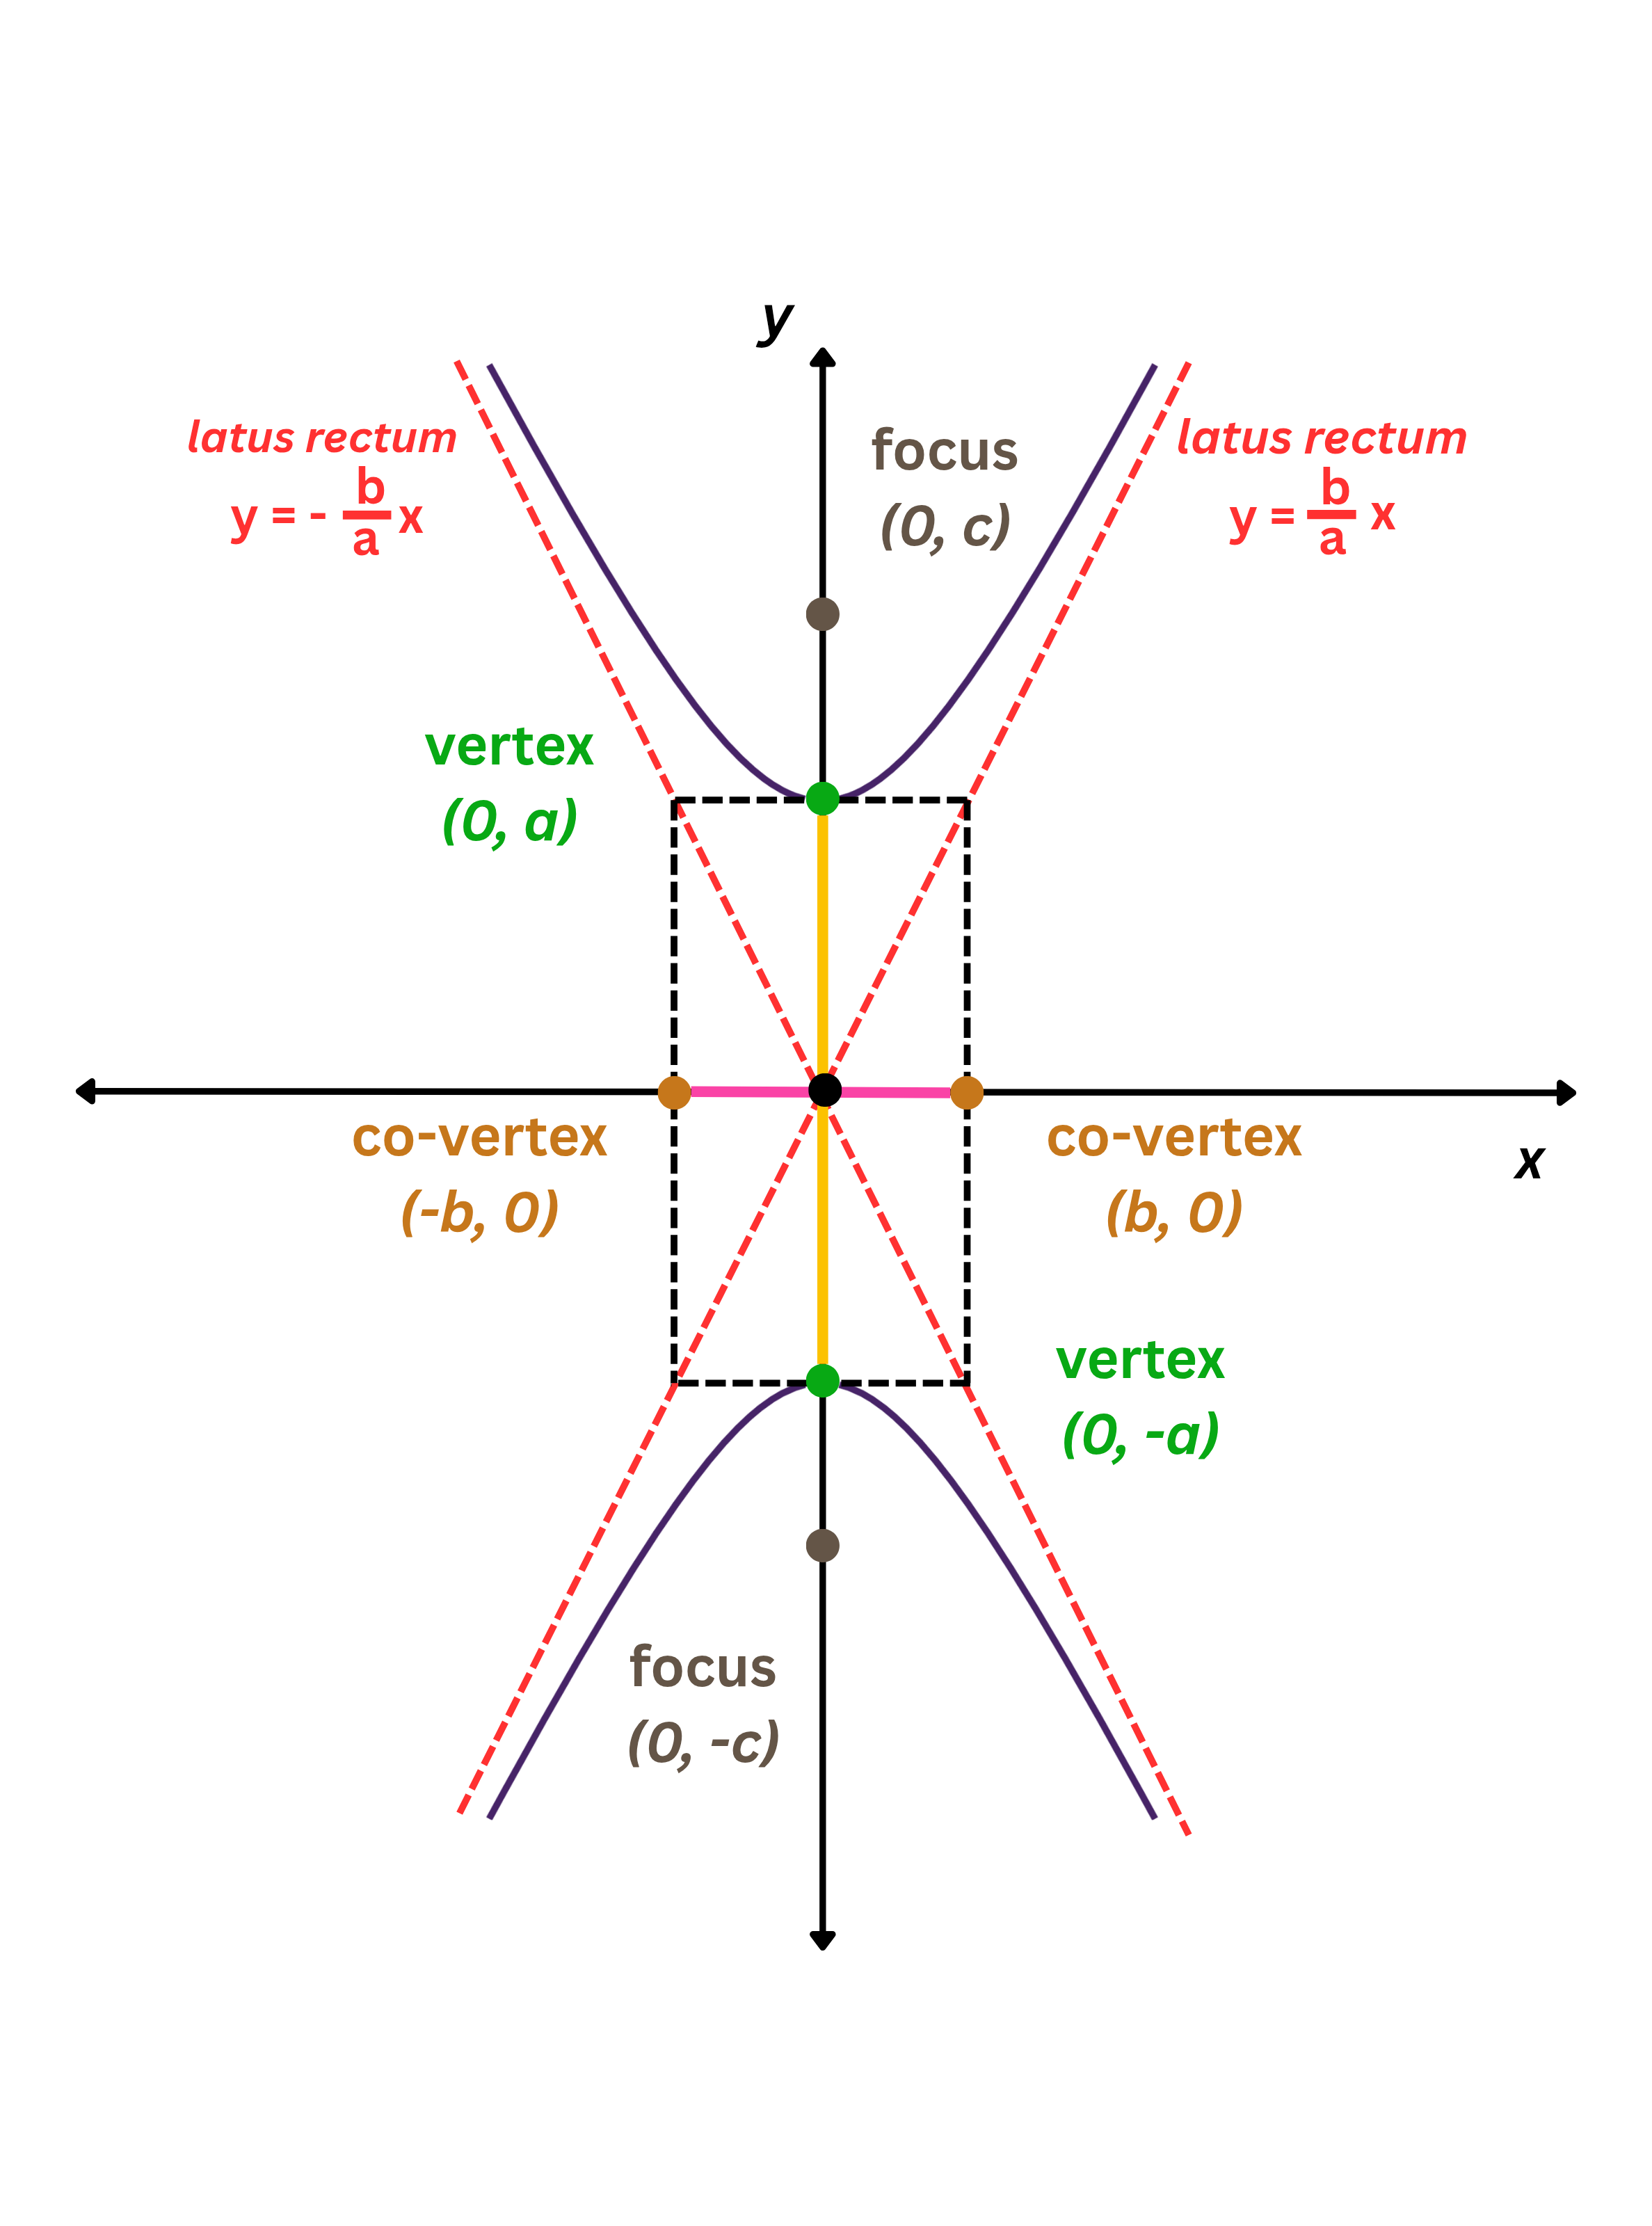 y
latus rectum
y = - b/a x
focus
(0, c)
latus rectum
y = b/a x
vertex
(0, a)
co-vertex
(-b, 0)
co-vertex
(b, 0)
x
vertex
(0, -a)
focus
(0, -c)